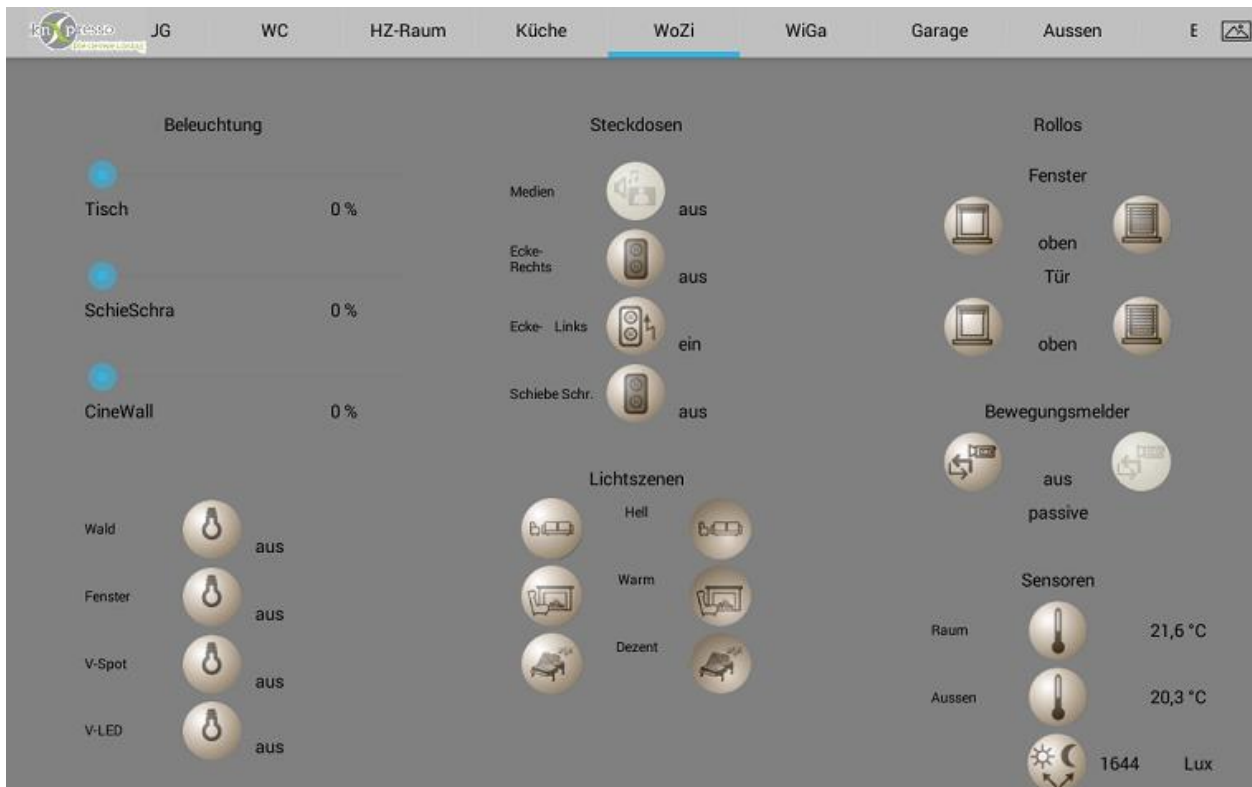 knXpresso JG WC HZ-Raum Küche WoZi WiGa Garage Aussen E
Beleuchtung
Tisch 0 %
SchieSchra 0 %
CineWall 0 %
Wald aus
Fenster aus
V-Spot aus
V-LED aus
Steckdosen
Medien aus
Ecke-
Rechts aus
Ecke- Links ein
Schiebe Schr. aus
Lichtszenen
Hell
Warm
Dezent
Rollos
Fenster
oben
Tür
oben
Bewegungsmelder
aus
passive
Sensoren
Raum 21,6 °C
Aussen 20,3 °C
1644 Lux